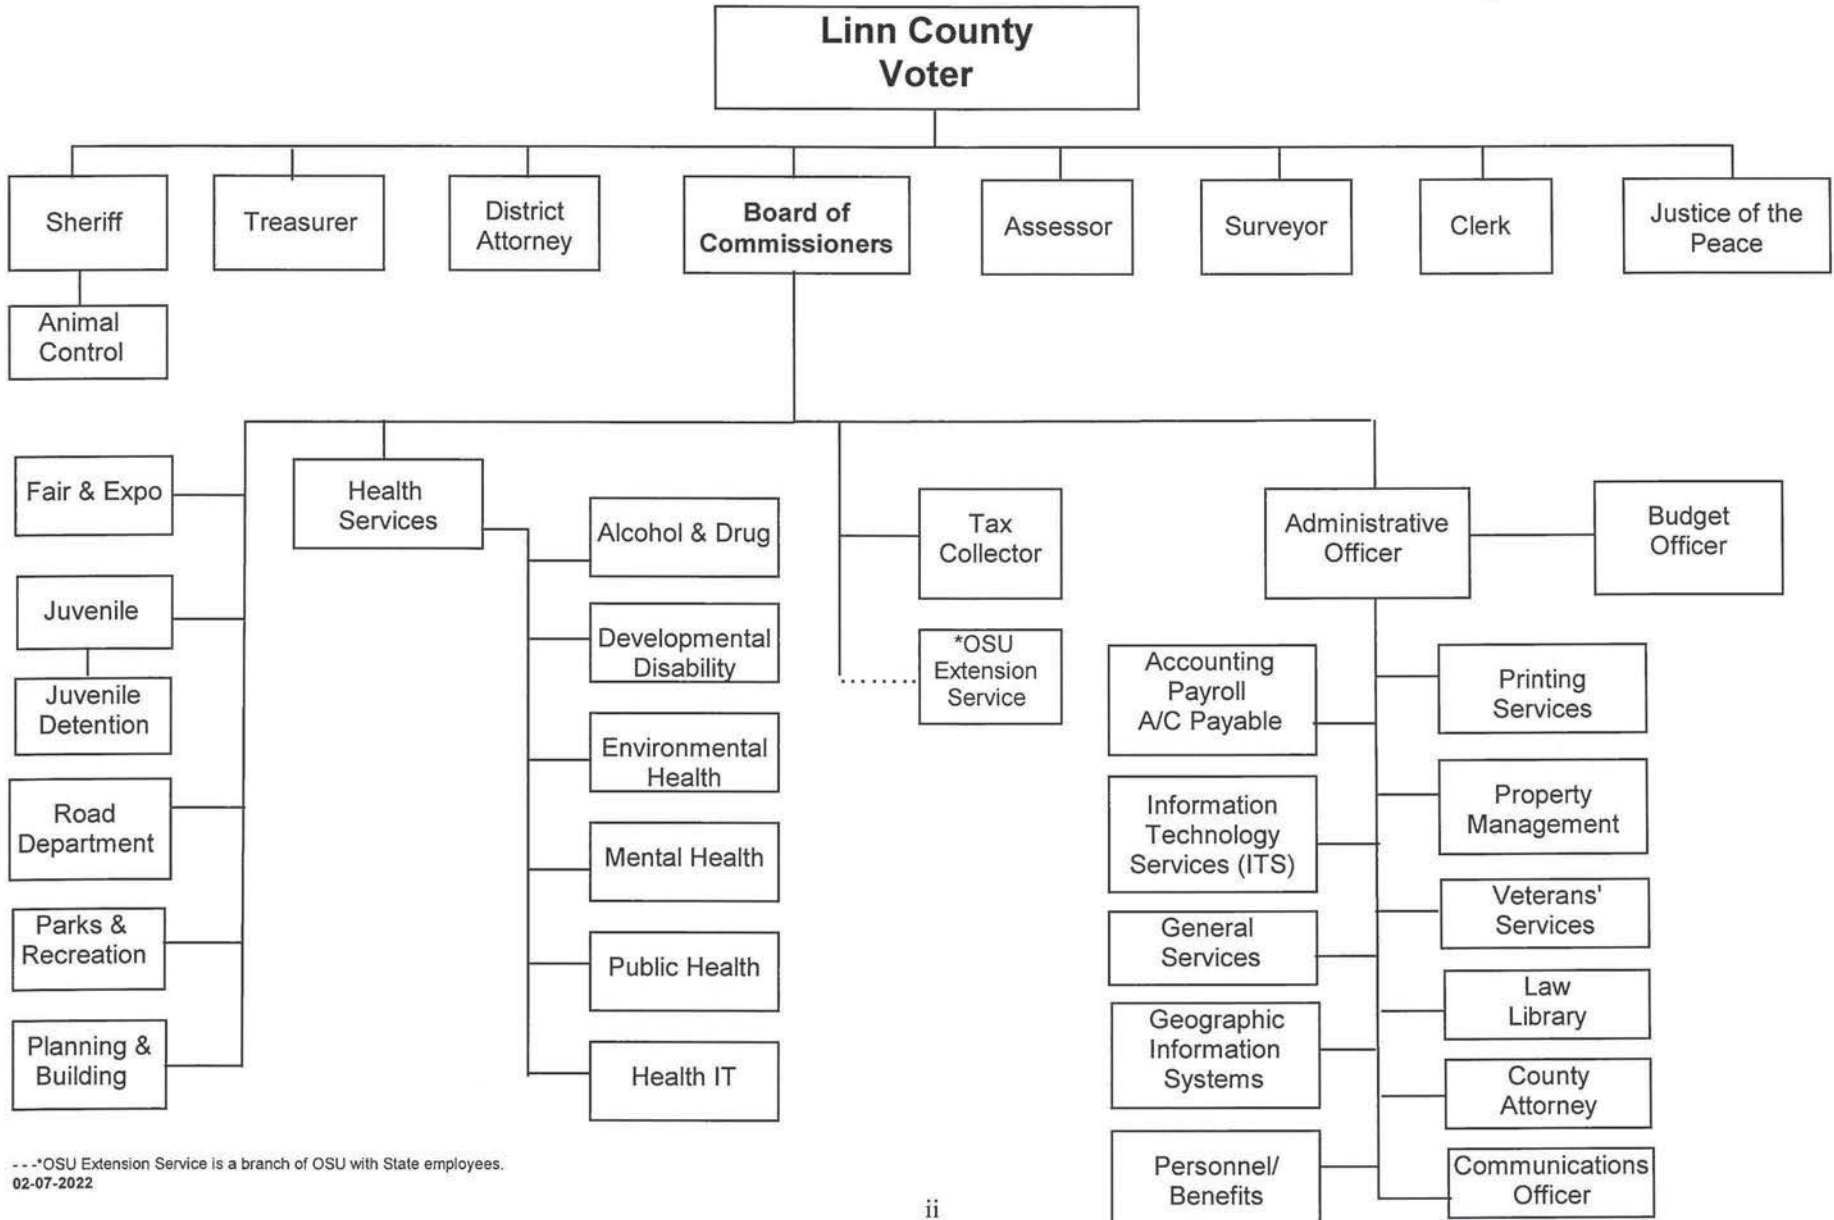 Linn County
Voter
Sheriff
Treasurer
District
Attorney
Board of
Commissioners
Assessor
Surveyor
Clerk
Justice of the
Peace
Animal
Control
Fair & Expo
Juvenile
Juvenile
Detention
Road
Department
Parks &
Recreation
Planning &
Building
Health
Services
Alcohol & Drug
Developmental
Disability
Environmental
Health
Mental Health
Public Health
Health IT
Tax
Collector
*OSU
Extension
Service
Administrative
Officer
Budget
Officer
Accounting
Payroll
A/C Payable
Information
Technology
Services (ITS)
General
Services
Geographic
Information
Systems
Personnel/
Benefits
Printing
Services
Property
Management
Veterans'
Services
Law
Library
County
Attorney
Communications
Officer
- - -*OSU Extension Service is a branch of OSU with State employees.
02-07-2022
ii